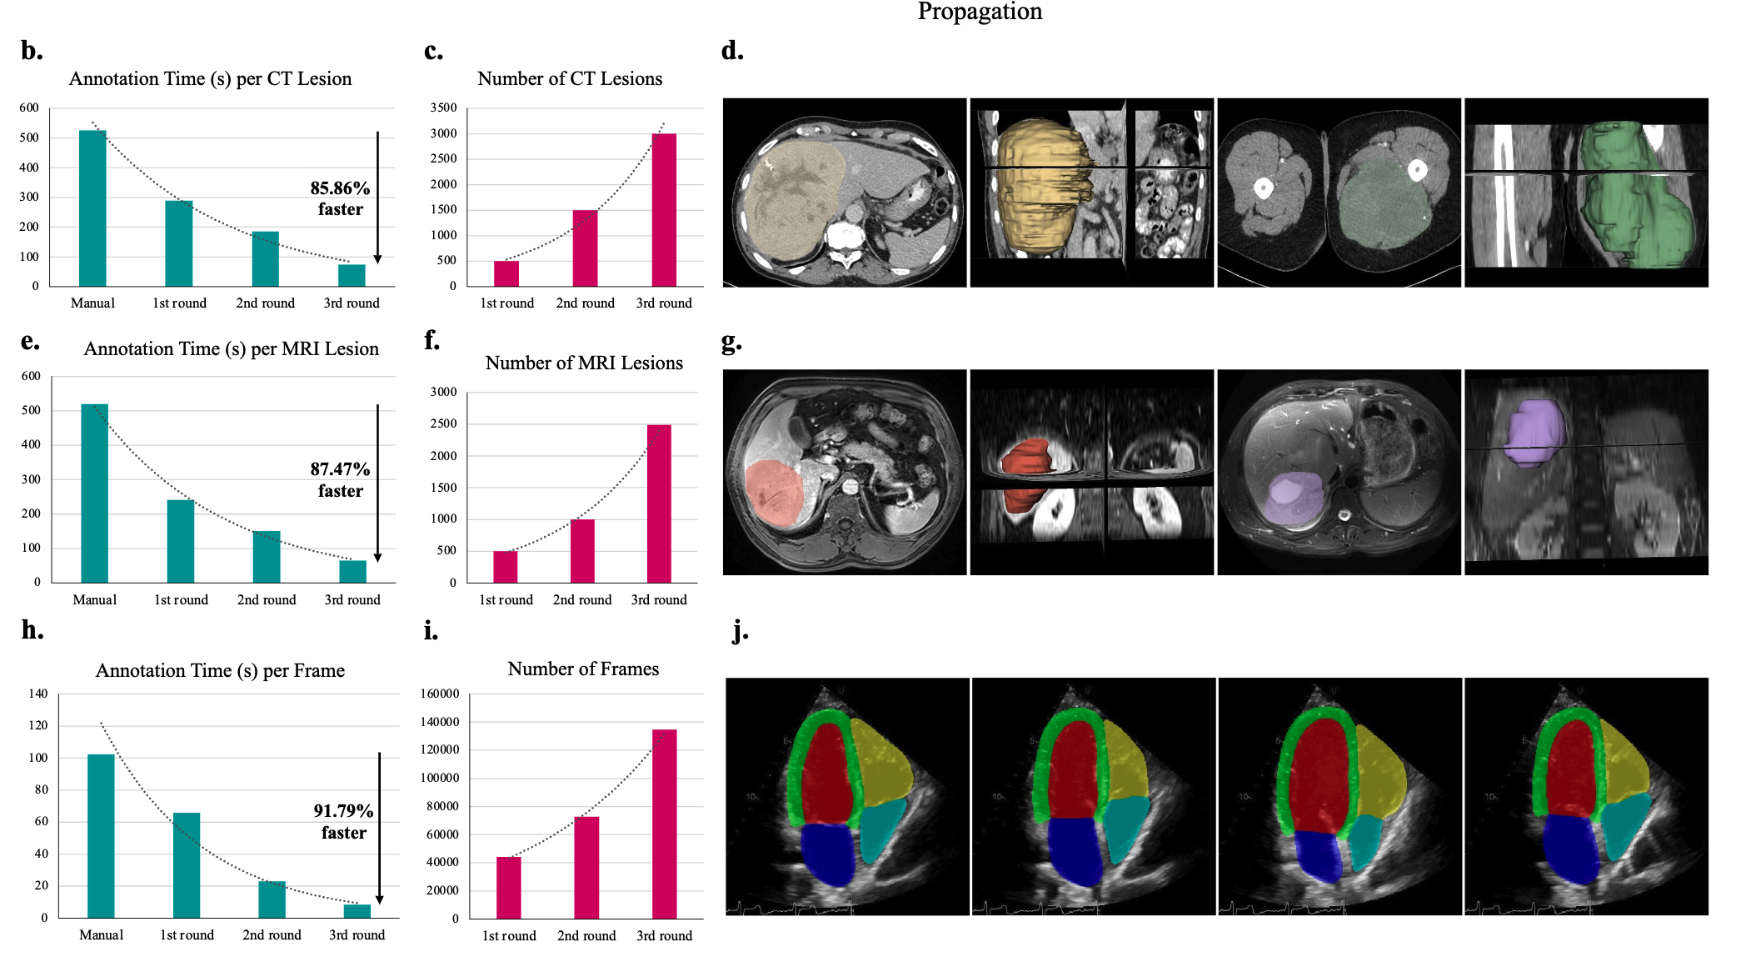 Propagation
b.
Annotation Time (s) per CT Lesion
600
500
400
300
200
100
0
85.86%
faster
Manual 1st round 2nd round 3rd round
c.
Number of CT Lesions
3500
3000
2500
2000
1500
1000
500
0
1st round 2nd round 3rd round
d.
e.
Annotation Time (s) per MRI Lesion
600
500
400
300
200
100
0
87.47%
faster
Manual 1st round 2nd round 3rd round
f.
Number of MRI Lesions
3000
2500
2000
1500
1000
500
0
1st round 2nd round 3rd round
g.
h.
Annotation Time (s) per Frame
140
120
100
80
60
40
20
0
91.79%
faster
Manual 1st round 2nd round 3rd round
i.
Number of Frames
160000
140000
120000
100000
80000
60000
40000
20000
0
1st round 2nd round 3rd round
j.